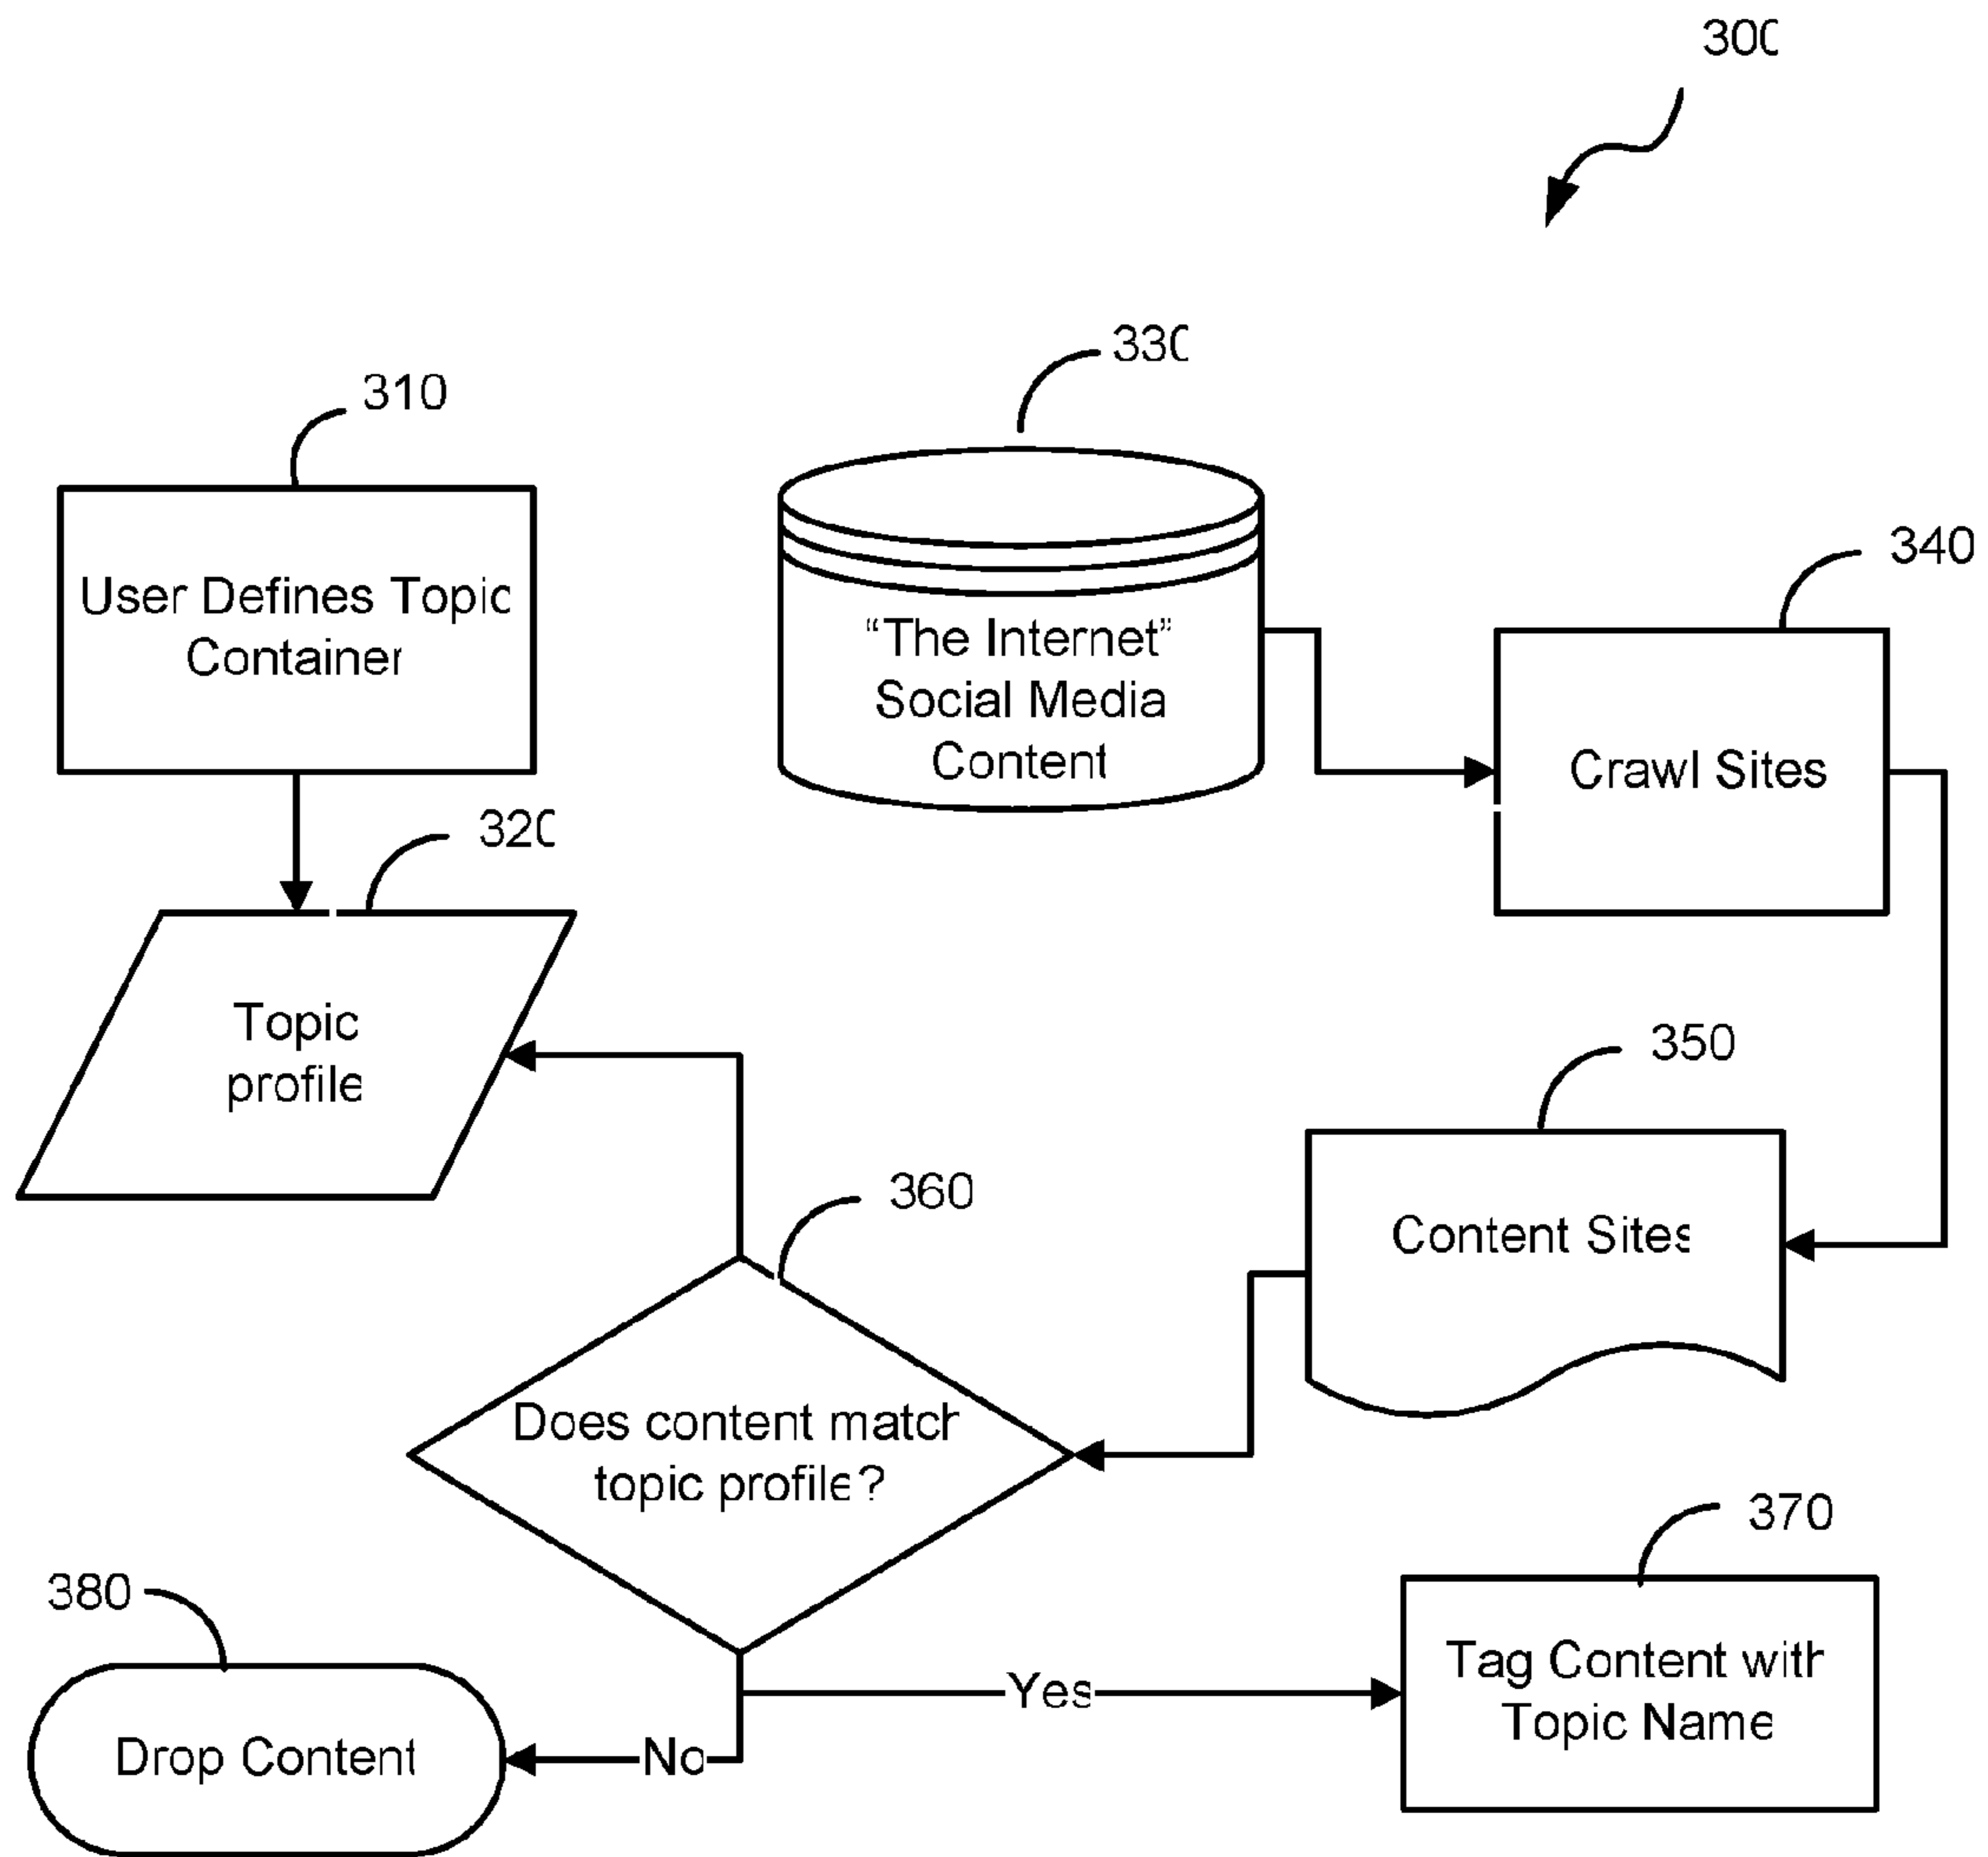 300
330
310
340
User Defines Topic
Container
“The Internet”
Social Media
Content
Crawl Sites
320
Topic
profile
350
360
Content Sites
Does content match
topic profile?
370
380
Tag Content with
Topic Name
Yes
Drop Content
No